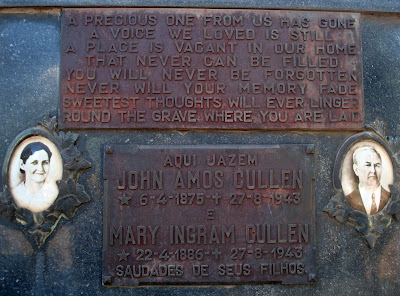 A PRECIOUS ONE FROM US HAS GONE
A VOICE WE LOVED IS STILL
A PLACE IS VACANT IN OUR HOME
THAT NEVER CAN BE FILLED
YOU WILL NEVER BE FORGOTTEN
NEVER WILL YOUR MEMORY FADE
SWEETEST THOUGHTS, WILL EVER LINGER
ROUND THE GRAVE, WHERE, YOU ARE LAID
AQUI JAZEM
JOHN AMOS CULLEN
★ 6-4-1875 ✝ 27-8-1943
E
MARY INGRAM CULLEN
★ 22-4-1886 ✝ 27-8-1943
SAUDADES DE SEUS FILHOS